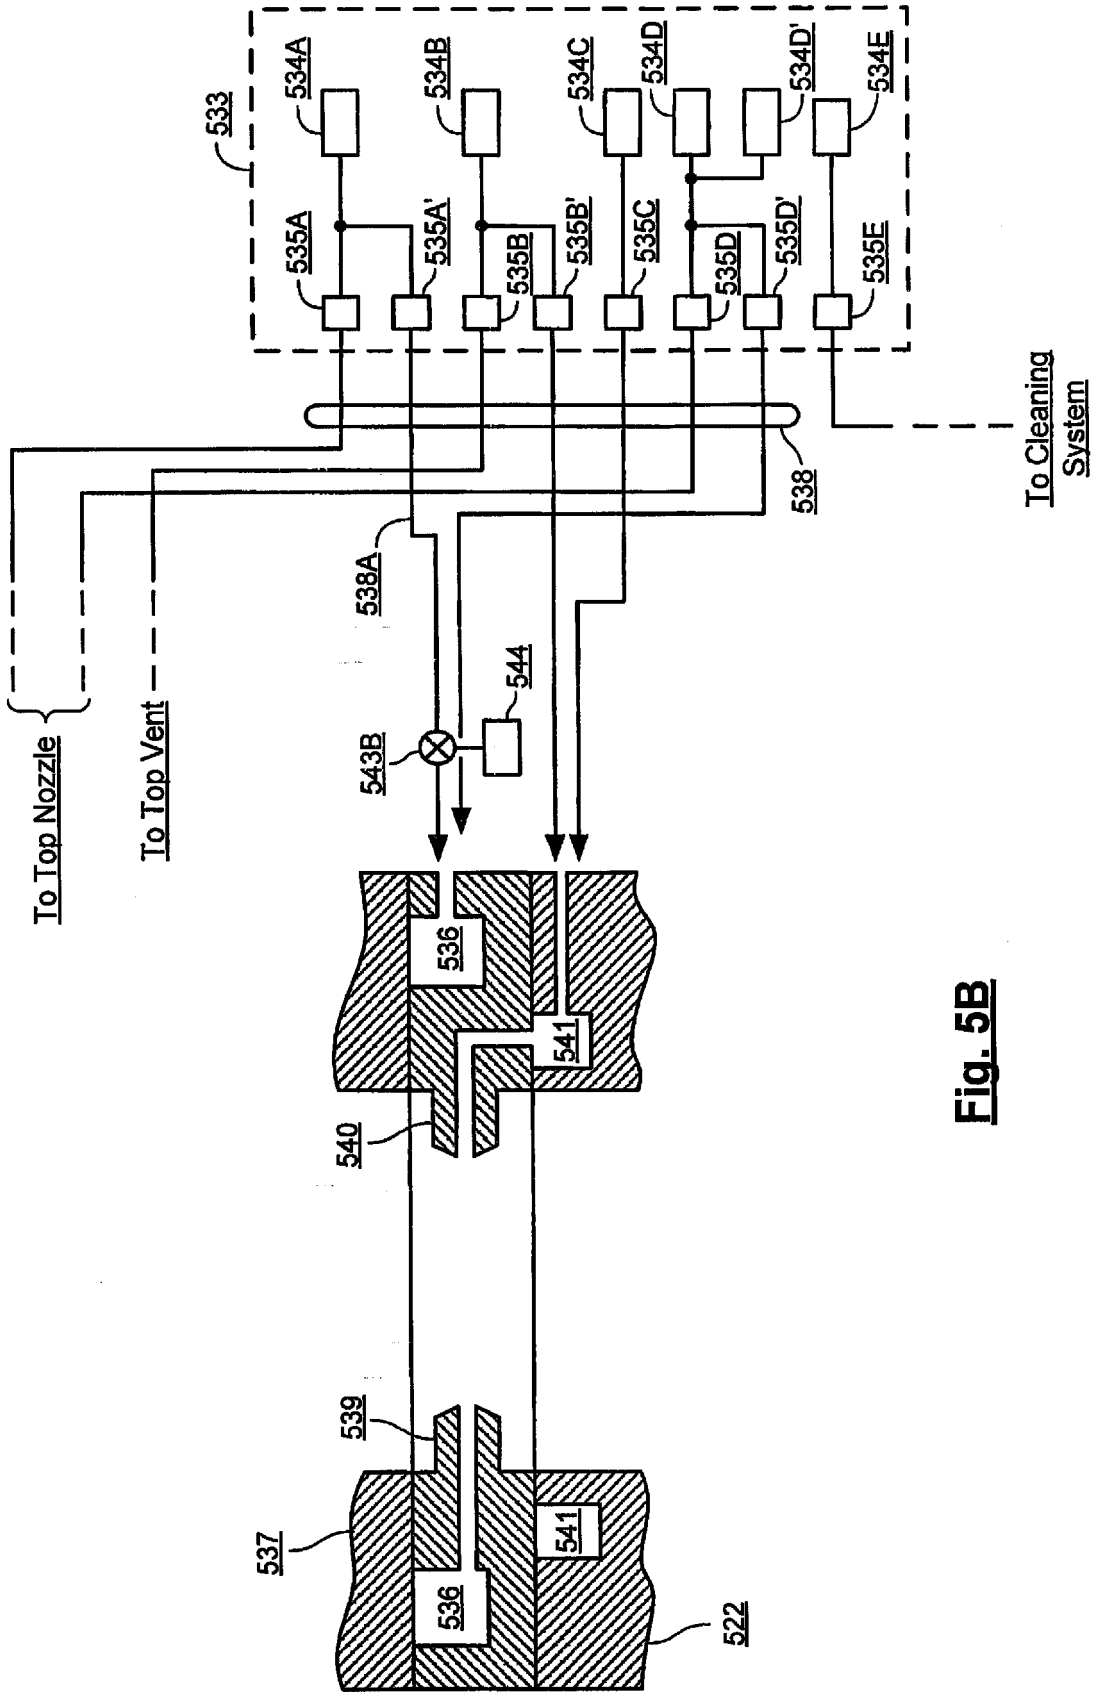 533
534A
534B
534C
534D
534D'
534E
535A
535A'
535B
535B'
535C
535D
535D'
535E
538
538A
To Cleaning
System
To Top Nozzle
To Top Vent
543B
544
536
541
540
539
537
536
541
522
Fig. 5B